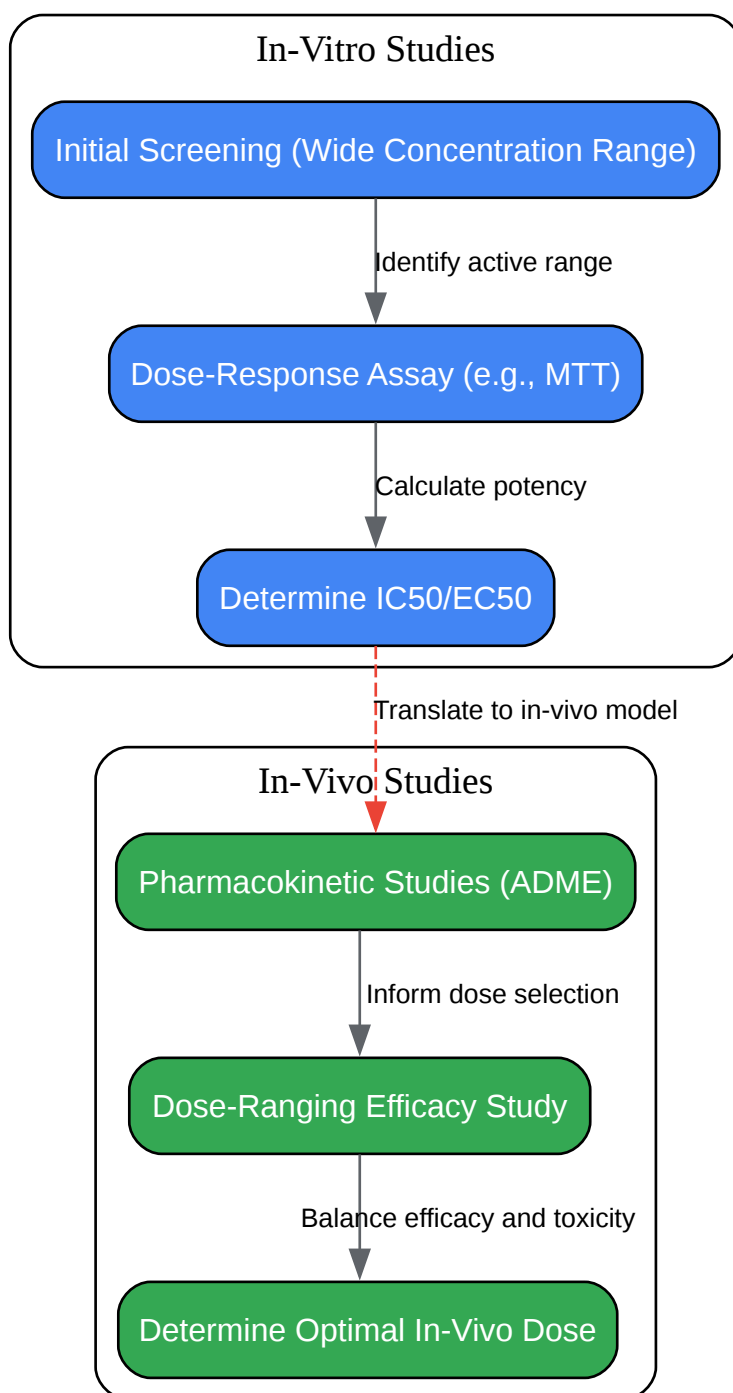 In-Vitro Studies
Initial Screening (Wide Concentration Range)
Identify active range
Dose-Response Assay (e.g., MTT)
Calculate potency
Determine IC50/EC50
Translate to in-vivo model
In-Vivo Studies
Pharmacokinetic Studies (ADME)
Inform dose selection
Dose-Ranging Efficacy Study
Balance efficacy and toxicity
Determine Optimal In-Vivo Dose